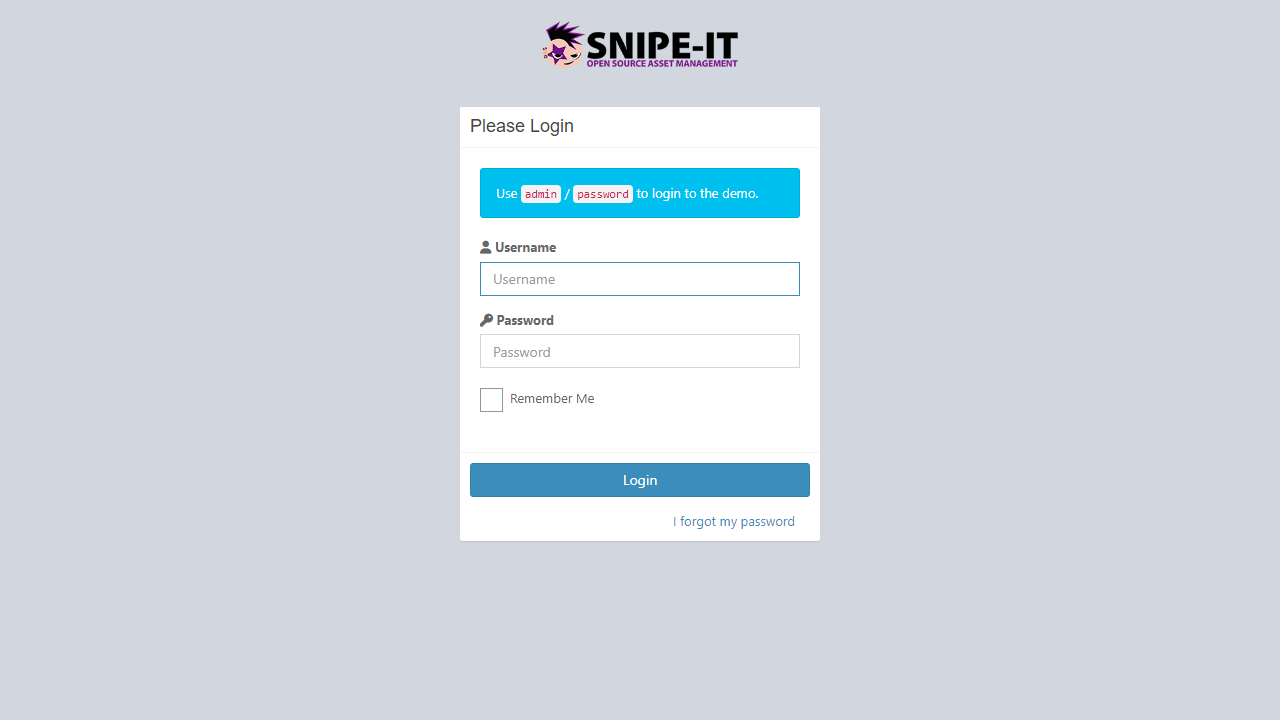 SNIPE-IT
OPEN SOURCE ASSET MANAGEMENT
Please Login
Use admin / password to login to the demo.
Username
Username
Password
Password
Remember Me
Login
I forgot my password